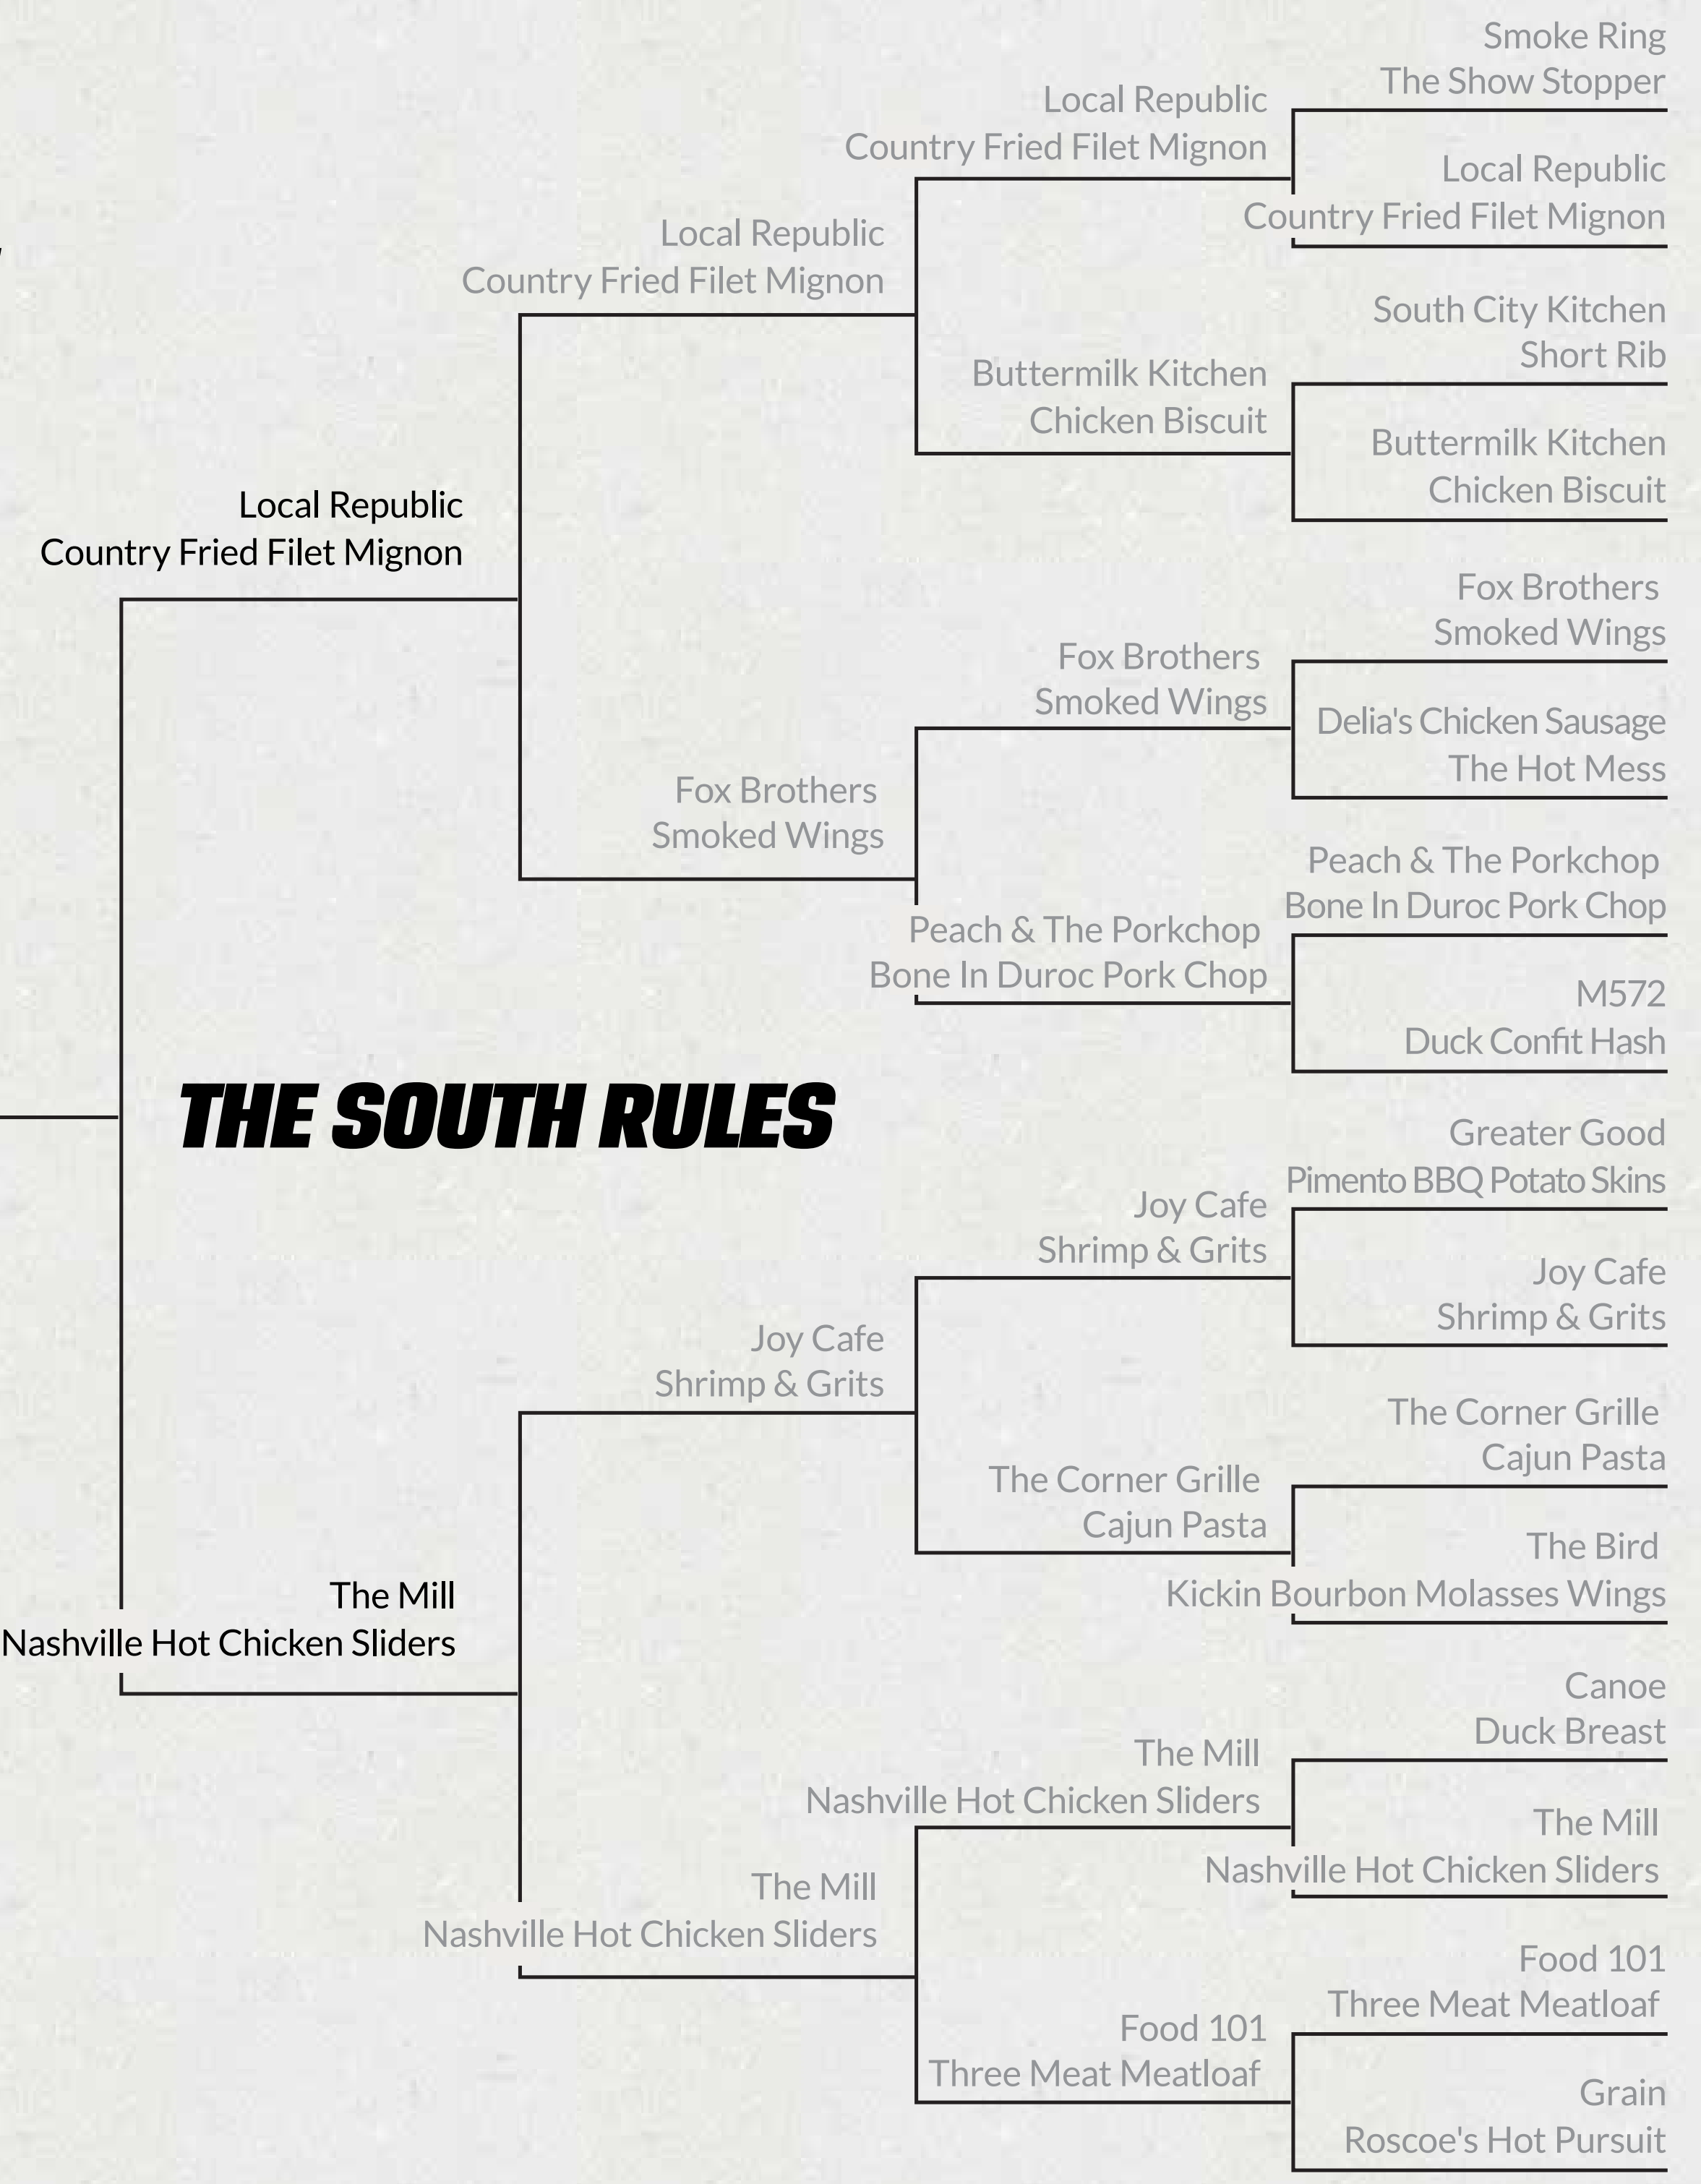 Smoke Ring
The Show Stopper
Local Republic
Country Fried Filet Mignon
South City Kitchen
Short Rib
Buttermilk Kitchen
Chicken Biscuit
Fox Brothers
Smoked Wings
Delia's Chicken Sausage
The Hot Mess
Peach & The Porkchop
Bone In Duroc Pork Chop
M572
Duck Confit Hash
Greater Good
Pimento BBQ Potato Skins
Joy Cafe
Shrimp & Grits
The Corner Grille
Cajun Pasta
The Bird
Kickin Bourbon Molasses Wings
Canoe
Duck Breast
The Mill
Nashville Hot Chicken Sliders
Food 101
Three Meat Meatloaf
Grain
Roscoe's Hot Pursuit
Local Republic
Country Fried Filet Mignon
Buttermilk Kitchen
Chicken Biscuit
Fox Brothers
Smoked Wings
Peach & The Porkchop
Bone In Duroc Pork Chop
Joy Cafe
Shrimp & Grits
The Corner Grille
Cajun Pasta
The Mill
Nashville Hot Chicken Sliders
Food 101
Three Meat Meatloaf
Local Republic
Country Fried Filet Mignon
Fox Brothers
Smoked Wings
Joy Cafe
Shrimp & Grits
The Mill
Nashville Hot Chicken Sliders
Local Republic
Country Fried Filet Mignon
THE SOUTH RULES
The Mill
Nashville Hot Chicken Sliders